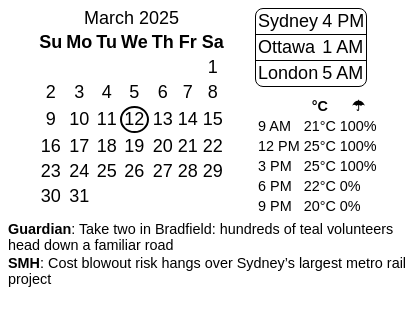 March 2025
Su Mo Tu We Th Fr Sa
1
2 3 4 5 6 7 8
9 10 11 12 13 14 15
16 17 18 19 20 21 22
23 24 25 26 27 28 29
30 31
Sydney 4 PM
Ottawa 1 AM
London 5 AM
°C ☂
9 AM 21°C 100%
12 PM 25°C 100%
3 PM 25°C 100%
6 PM 22°C 0%
9 PM 20°C 0%
Guardian: Take two in Bradfield: hundreds of teal volunteers
head down a familiar road
SMH: Cost blowout risk hangs over Sydney's largest metro rail
project